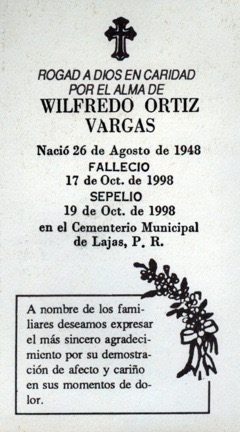 ROGAD A DIOS EN CARIDAD
POR EL ALMA DE
WILFREDO ORTIZ
VARGAS
Nació 26 de Agosto de 1948
FALLECIO
17 de Oct. de 1998
SEPELIO
19 de Oct. de 1998
en el Cementerio Municipal
de Lajas, P. R.
A nombre de los fami-
liares deseamos expresar
el más sincero agradeci-
miento por su demostra-
ción de afecto y cariño
en sus momentos de do-
lor.